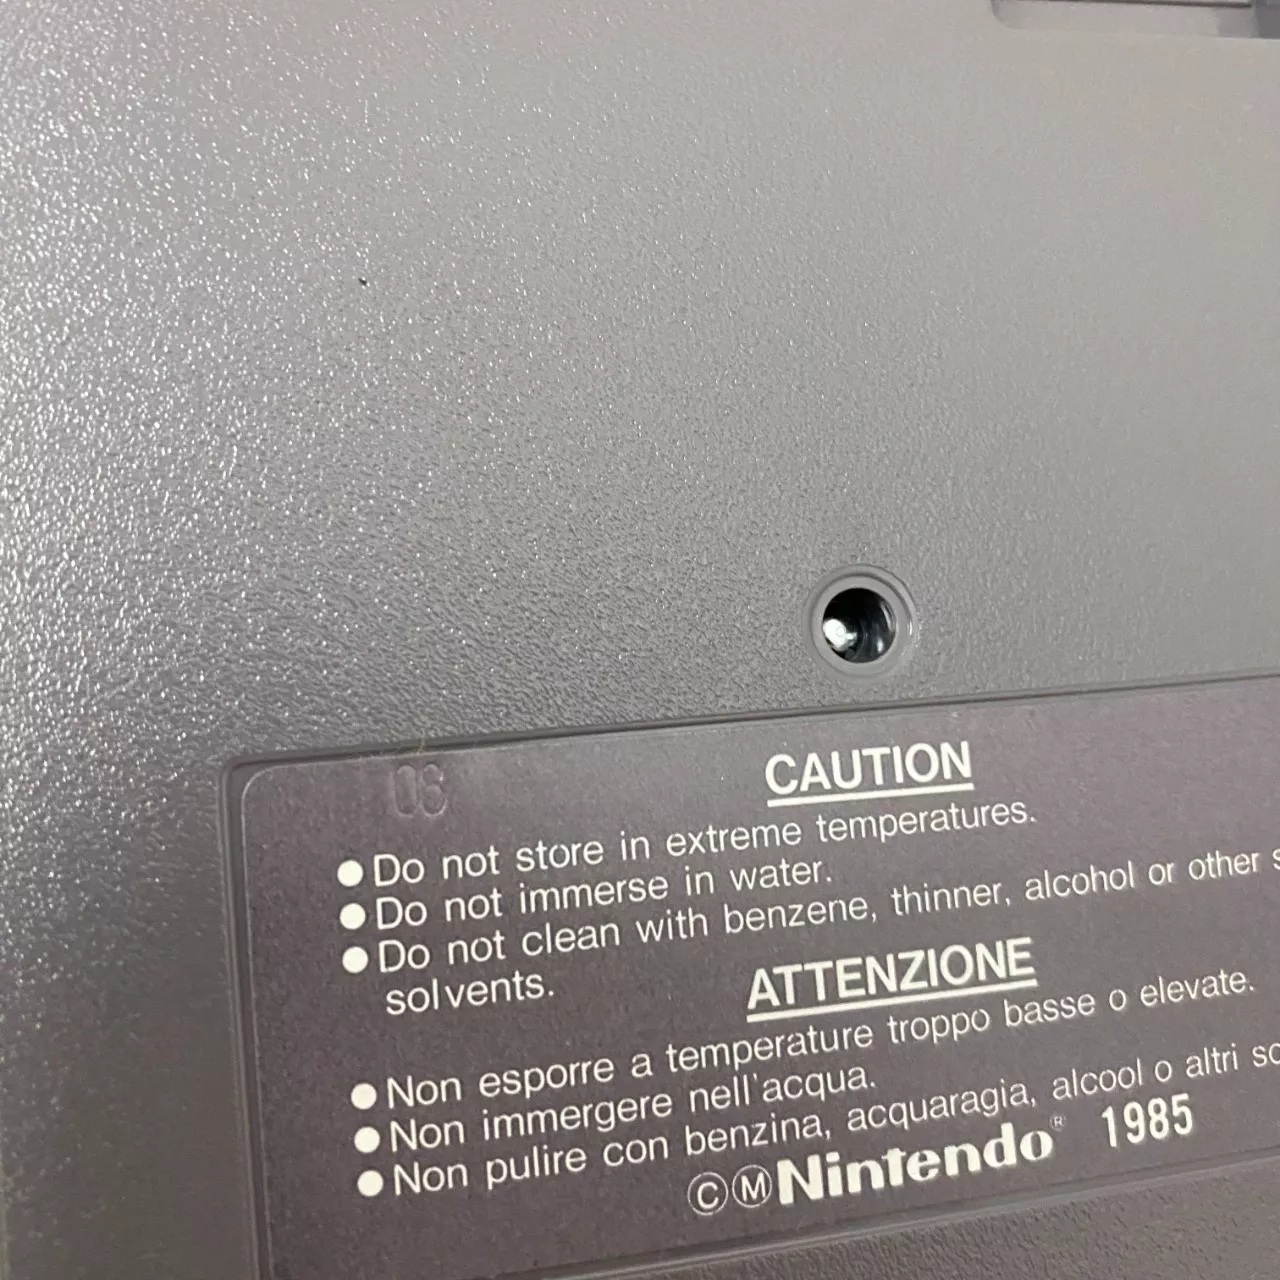 08
CAUTION
●Do not store in extreme temperatures.
●Do not immerse in water.
●Do not clean with benzene, thinner, alcohol or other
solvents.
ATTENZIONE
●Non esporre a temperature troppo basse o elevate.
●Non immergere nell'acqua.
●Non pulire con benzina, acquaragia, alcool o altri
©ⓂNintendo® 1985